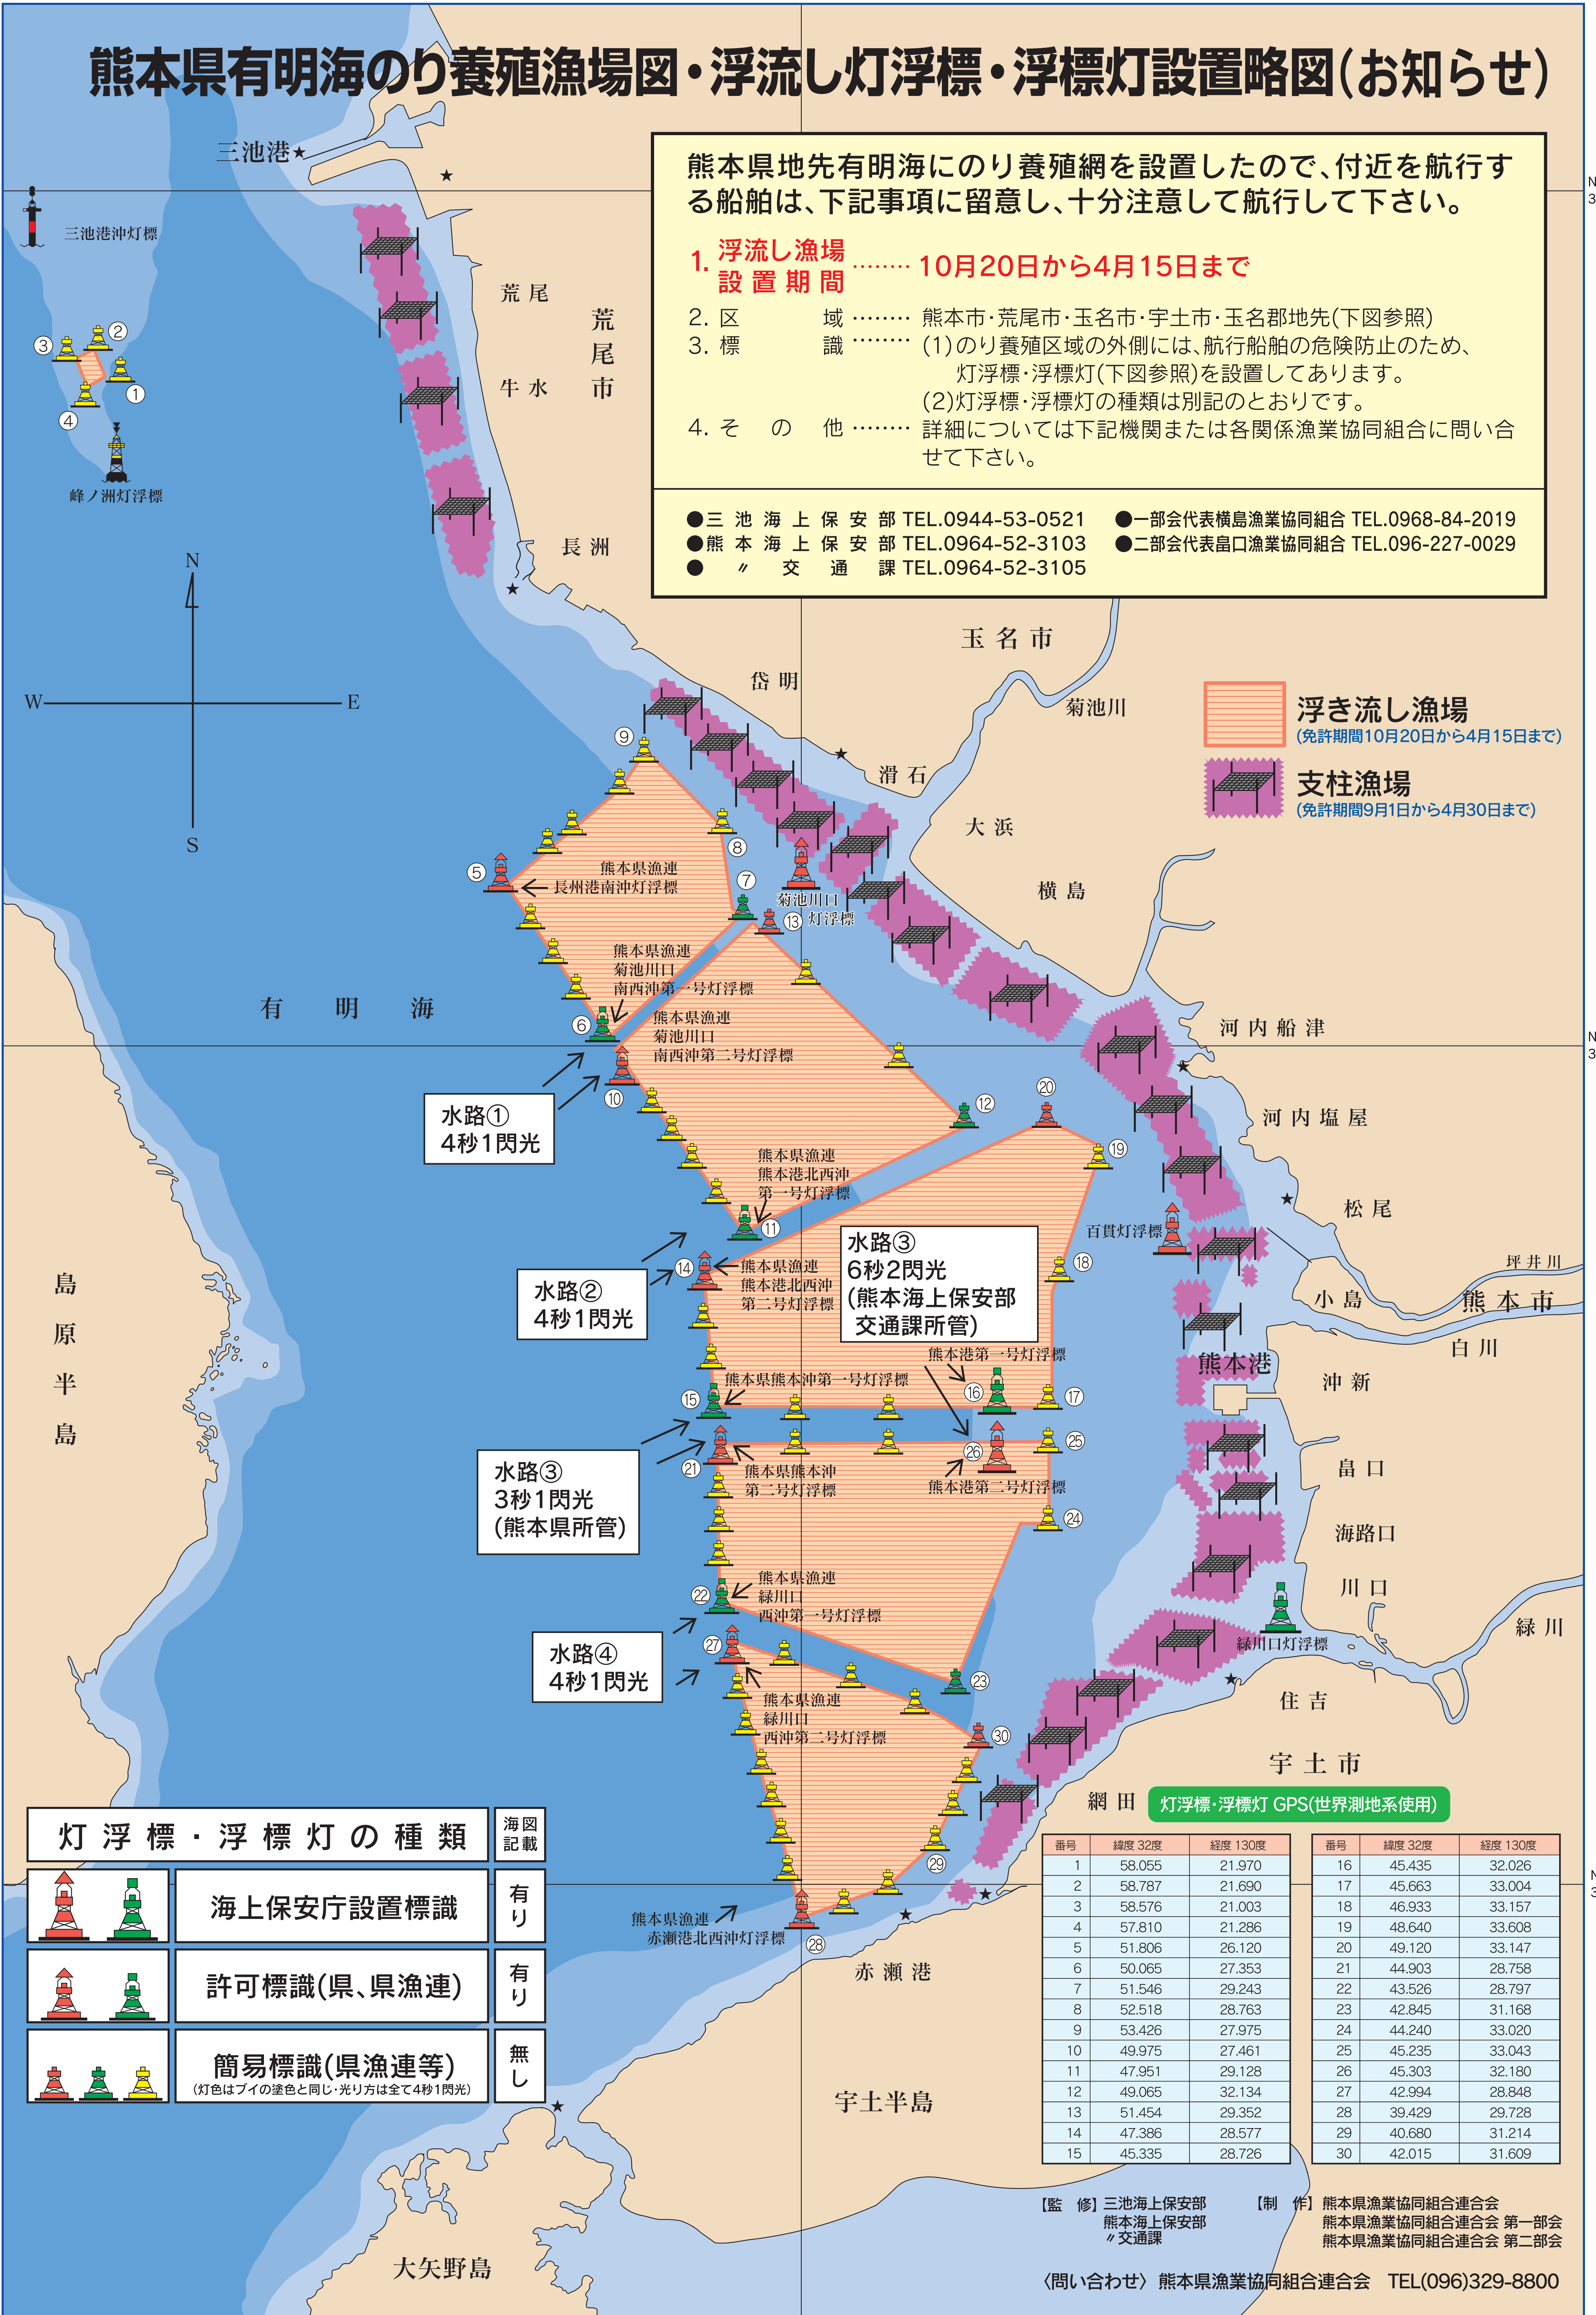 熊本県有明海のり養殖漁場図・浮流し灯浮標・浮標灯設置略図(お知らせ)
熊本県地先有明海にのり養殖網を設置したので、付近を航行す
る船舶は、下記事項に留意し、十分注意して航行して下さい。
1. 浮流し漁場設置期間 ‥‥‥‥ 10月20日から4月15日まで
2. 区域 ‥‥‥‥ 熊本市・荒尾市・玉名市・宇土市・玉名郡地先(下図参照)
3. 標識 ‥‥‥‥ (1)のり養殖区域の外側には、航行船舶の危険防止のため、
灯浮標・浮標灯(下図参照)を設置してあります。
(2)灯浮標・浮標灯の種類は別記のとおりです。
4. その他 ‥‥‥‥ 詳細については下記機関または各関係漁業協同組合に問い合
せて下さい。
●三池海上保安部 TEL.0944-53-0521
●熊本海上保安部 TEL.0964-52-3103
● 〃 交通課 TEL.0964-52-3105
●一部会代表横島漁業協同組合 TEL.0968-84-2019
●二部会代表畠口漁業協同組合 TEL.096-227-0029
三池港★
三池港沖灯標
③
②
①
④
峰ノ洲灯浮標
荒尾
荒尾市
牛水
長洲
N
W
E
S
玉名市
岱明
菊池川
滑石
大浜
横島
浮き流し漁場
(免許期間10月20日から4月15日まで)
支柱漁場
(免許期間9月1日から4月30日まで)
⑨
⑧
⑤
熊本県漁連
長州港南沖灯浮標
⑦
菊池川口
灯浮標
⑬
熊本県漁連
菊池川口
南西沖第一号灯浮標
⑥
熊本県漁連
菊池川口
南西沖第二号灯浮標
⑩
有明海
水路①
4秒1閃光
河内船津
河内塩屋
⑫
⑳
⑲
熊本県漁連
熊本港北西沖
第一号灯浮標
⑪
松尾
百貫灯浮標
坪井川
小島
熊本市
白川
水路②
4秒1閃光
⑭
熊本県漁連
熊本港北西沖
第二号灯浮標
水路③
6秒2閃光
(熊本海上保安部
交通課所管)
⑱
島原半島
熊本港
沖新
熊本港第一号灯浮標
熊本県熊本沖第一号灯浮標
⑮
⑯
⑰
㉑
㉖
㉕
水路③
3秒1閃光
(熊本県所管)
熊本県熊本沖
第二号灯浮標
熊本港第二号灯浮標
㉔
畠口
海路口
川口
緑川
緑川口灯浮標
㉒
熊本県漁連
緑川口
西沖第一号灯浮標
水路④
4秒1閃光
㉗
㉓
熊本県漁連
緑川口
西沖第二号灯浮標
㉚
住吉
宇土市
網田
㉙
熊本県漁連
赤瀬港北西沖灯浮標
㉘
赤瀬港
宇土半島
大矢野島
灯浮標・浮標灯の種類
海図記載
海上保安庁設置標識
有り
許可標識(県、県漁連)
有り
簡易標識(県漁連等)
(灯色はブイの塗色と同じ・光り方は全て4秒1閃光)
無し
灯浮標・浮標灯 GPS(世界測地系使用)
番号 緯度 32度 経度 130度
1 58.055 21.970
2 58.787 21.690
3 58.576 21.003
4 57.810 21.286
5 51.806 26.120
6 50.065 27.353
7 51.546 29.243
8 52.518 28.763
9 53.426 27.975
10 49.975 27.461
11 47.951 29.128
12 49.065 32.134
13 51.454 29.352
14 47.386 28.577
15 45.335 28.726
番号 緯度 32度 経度 130度
16 45.435 32.026
17 45.663 33.004
18 46.933 33.157
19 48.640 33.608
20 49.120 33.147
21 44.903 28.758
22 43.526 28.797
23 42.845 31.168
24 44.240 33.020
25 45.235 33.043
26 45.303 32.180
27 42.994 28.848
28 39.429 29.728
29 40.680 31.214
30 42.015 31.609
【監 修】三池海上保安部
熊本海上保安部
〃交通課
【制 作】熊本県漁業協同組合連合会
熊本県漁業協同組合連合会 第一部会
熊本県漁業協同組合連合会 第二部会
〈問い合わせ〉 熊本県漁業協同組合連合会 TEL(096)329-8800